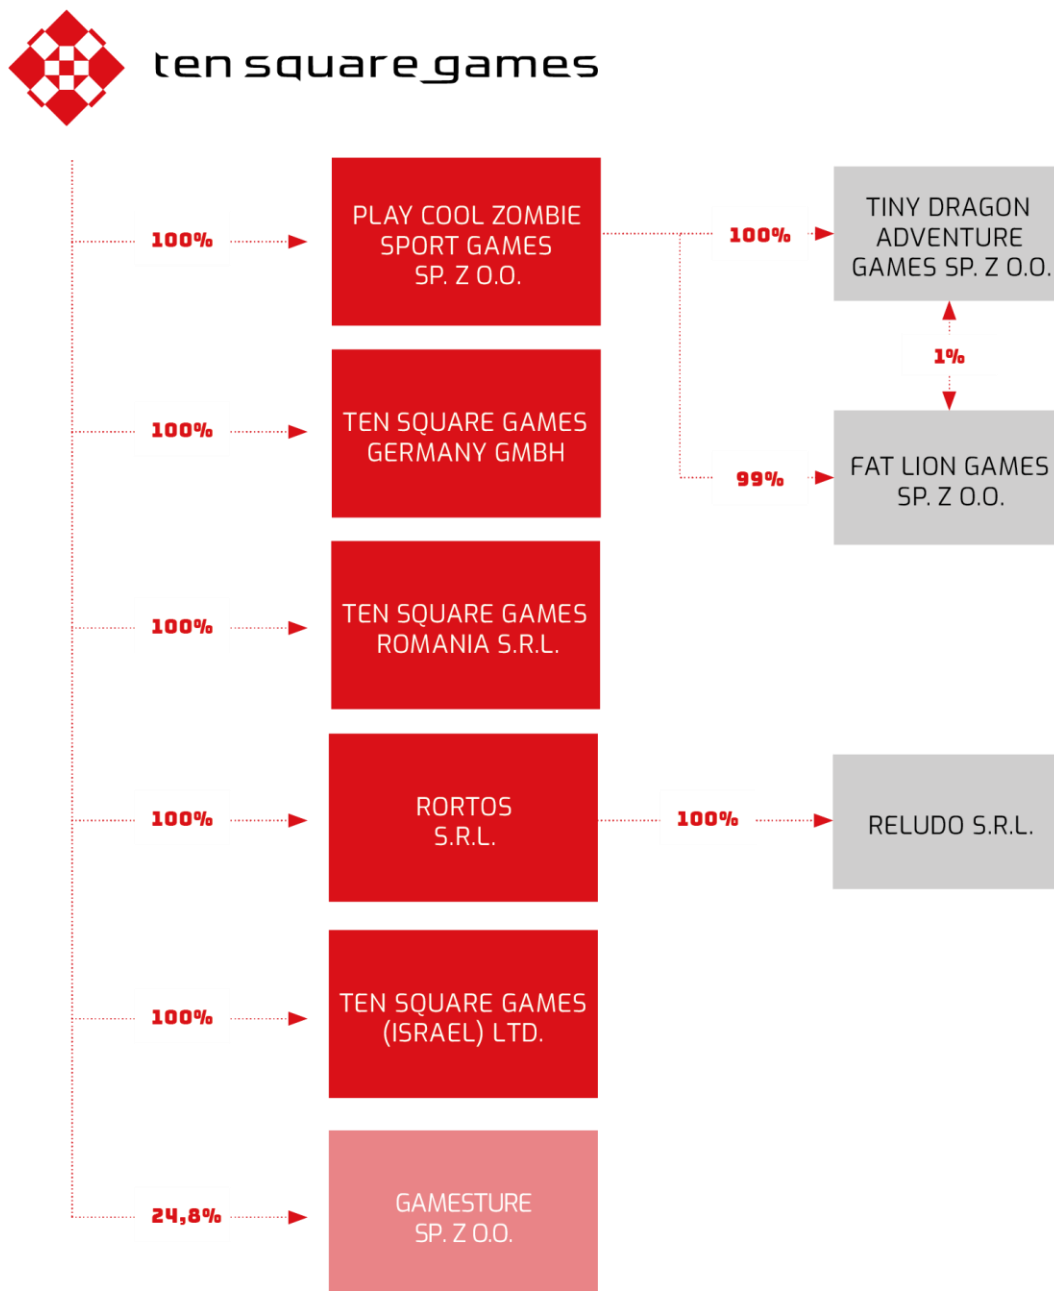 ten square games
100%
PLAY COOL ZOMBIE
SPORT GAMES
SP. Z O.O.
100%
TINY DRAGON
ADVENTURE
GAMES SP. Z O.O.
1%
100%
TEN SQUARE GAMES
GERMANY GMBH
99%
FAT LION GAMES
SP. Z O.O.
100%
TEN SQUARE GAMES
ROMANIA S.R.L.
100%
RORTOS
S.R.L.
100%
RELUDO S.R.L.
100%
TEN SQUARE GAMES
(ISRAEL) LTD.
24,8%
GAMESTURE
SP. Z O.O.